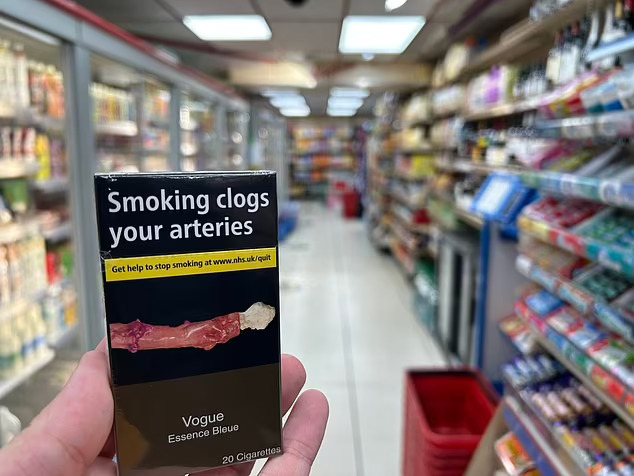 Smoking clogs
your arteries
Get help to stop smoking at www.nhs.uk/quit
Vogue
Essence Bleue
20 Cigarettes